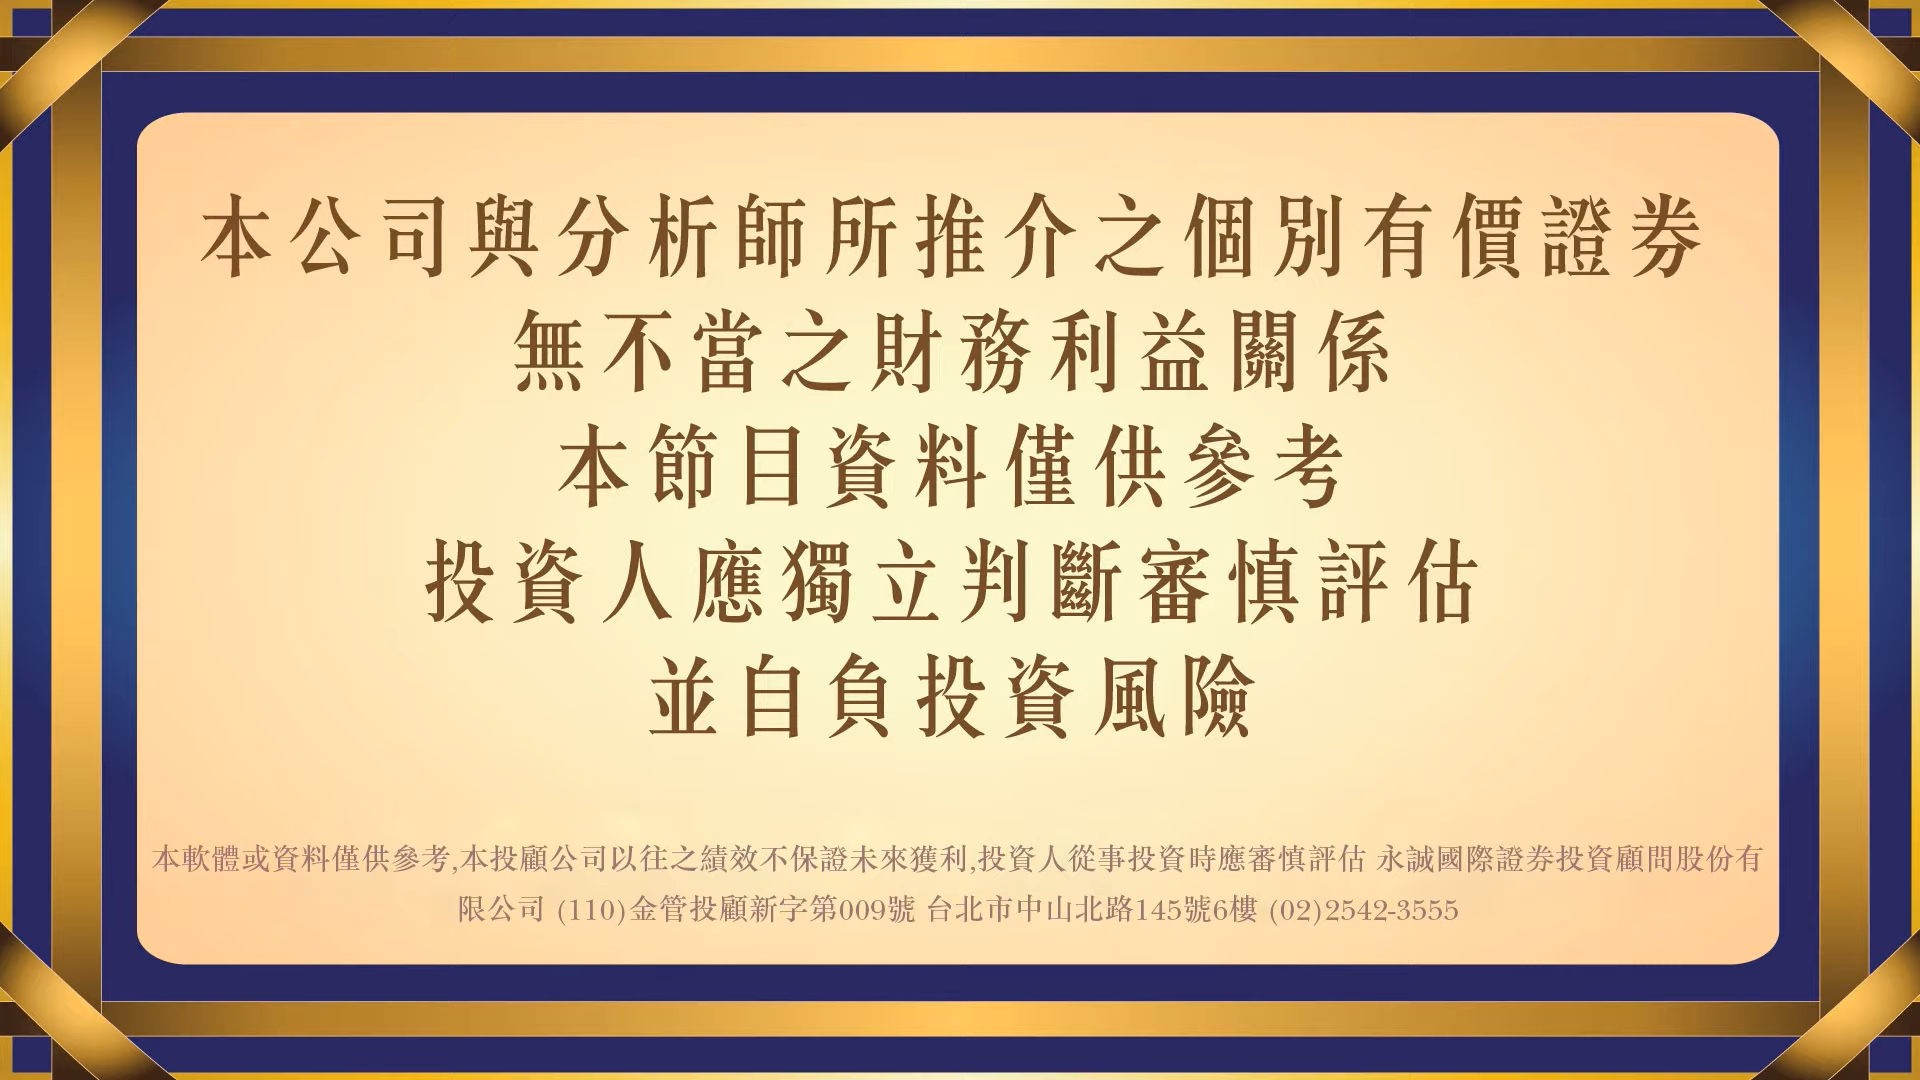 本公司與分析師所推介之個別有價證券
無不當之財務利益關係
本節目資料僅供參考
投資人應獨立判斷審慎評估
並自負投資風險
本軟體或資料僅供參考,本投顧公司以往之績效不保證未來獲利,投資人從事投資時應審慎評估 永誠國際證券投資顧問股份有
限公司 (110)金管投顧新字第009號 台北市中山北路145號6樓 (02)2542-3555